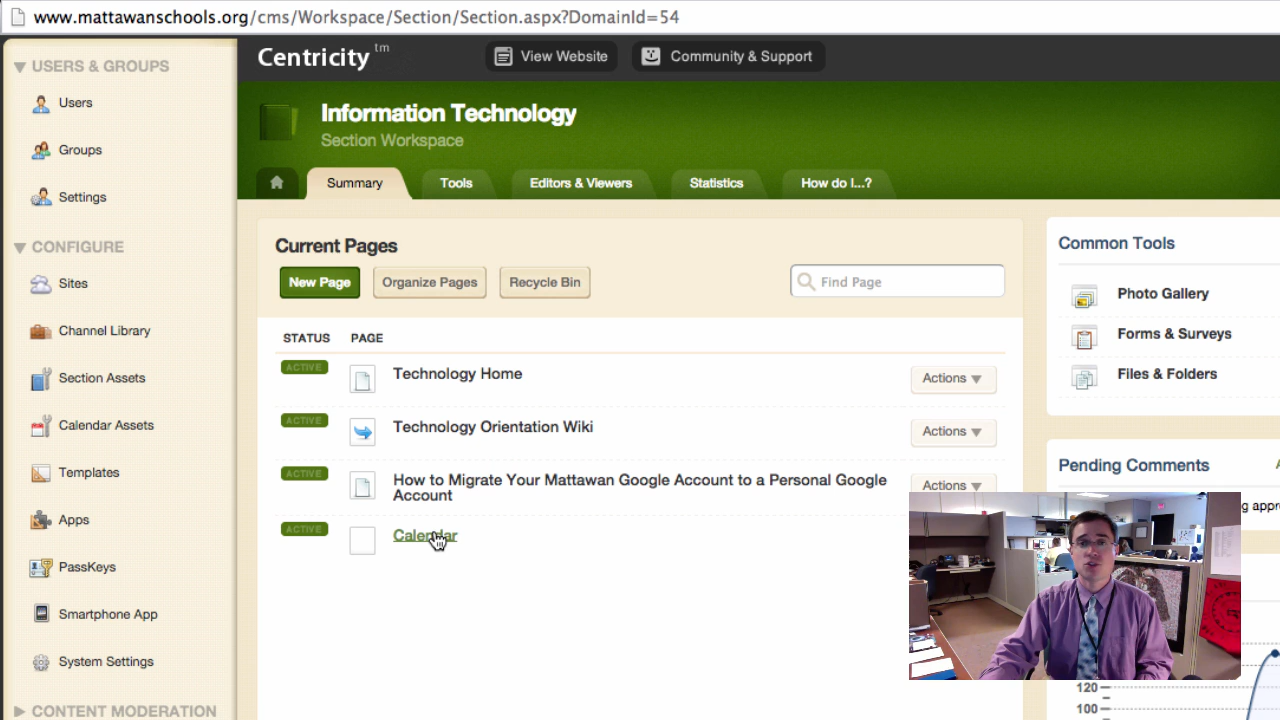 www.mattawanschools.org/cms/Workspace/Section/Section.aspx?DomainId=54
USERS & GROUPS
Users
Groups
Settings
CONFIGURE
Sites
Channel Library
Section Assets
Calendar Assets
Templates
Apps
PassKeys
Smartphone App
System Settings
CONTENT MODERATION
Centricity™
View Website
Community & Support
Information Technology
Section Workspace
Summary
Tools
Editors & Viewers
Statistics
How do I...?
Current Pages
New Page
Organize Pages
Recycle Bin
Find Page
STATUS PAGE
ACTIVE
Technology Home
Actions
ACTIVE
Technology Orientation Wiki
Actions
ACTIVE
How to Migrate Your Mattawan Google Account to a Personal Google
Account
Actions
ACTIVE
Calendar
Common Tools
Photo Gallery
Forms & Surveys
Files & Folders
Pending Comments
120
100